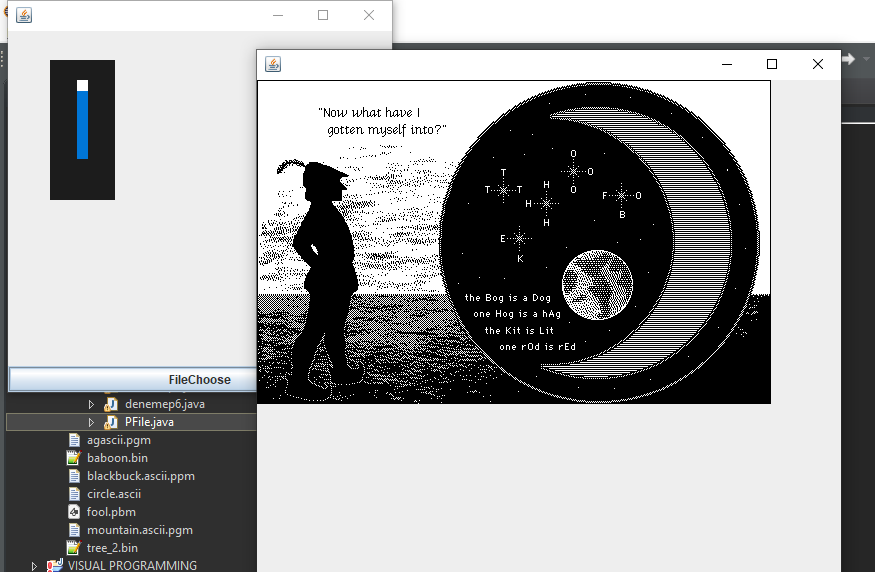 "Now what have I
gotten myself into?"
O
T
O
O
T
T
H
O
F
O
H
B
H
E
K
the Bog is a Dog
one Hog is a hAg
the Kit is Lit
one rOd is rEd
FileChoose
denemep6.java
PFile.java
agascii.pgm
baboon.bin
blackbuck.ascii.ppm
circle.ascii
fool.pbm
mountain.ascii.pgm
tree_2.bin
VISUAL PROGRAMMING